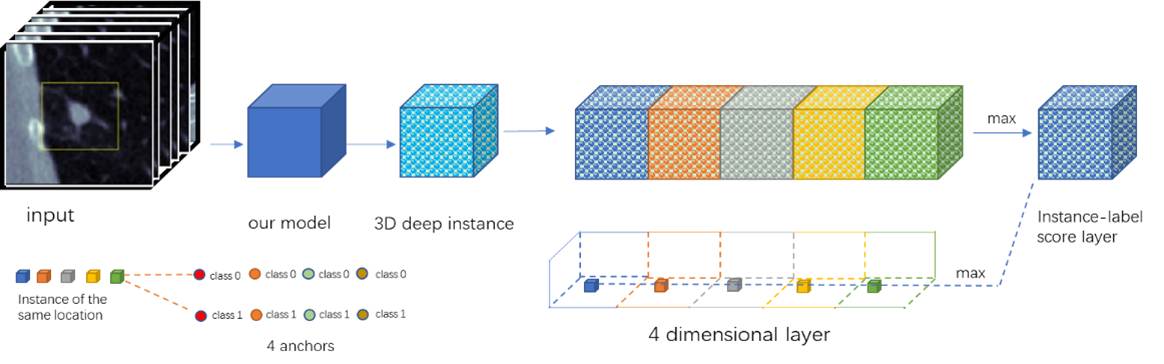 max
input
our model
3D deep instance
Instance-label
score layer
class 0 class 0 class 0 class 0
max
Instance of the
same location
class 1 class 1 class 1 class 1
4 dimensional layer
4 anchors